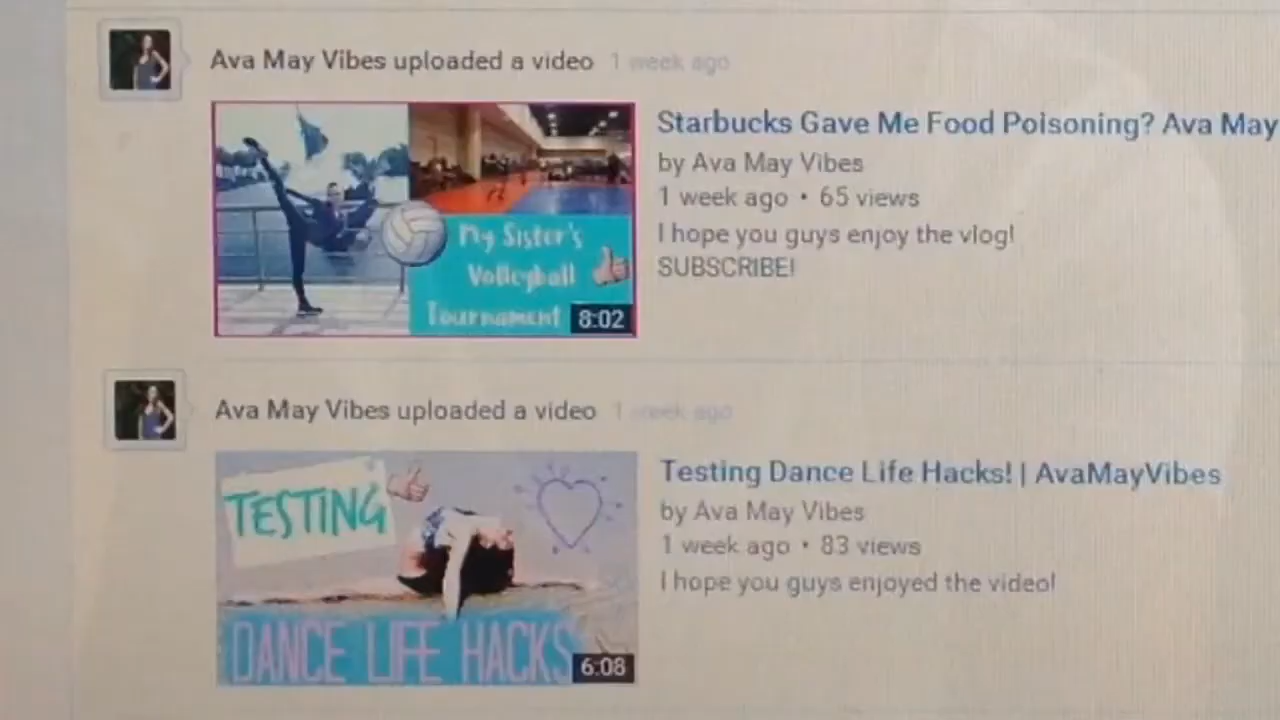 Ava May Vibes uploaded a video 1 week ago
Starbucks Gave Me Food Poisoning? Ava May
by Ava May Vibes
1 week ago • 65 views
I hope you guys enjoy the vlog!
SUBSCRIBE!
My Sister's
Volleyball
Tournament
8:02
Ava May Vibes uploaded a video 1 week ago
Testing Dance Life Hacks! | AvaMayVibes
by Ava May Vibes
1 week ago • 83 views
I hope you guys enjoyed the video!
TESTING
DANCE LIFE HACKS
6:08